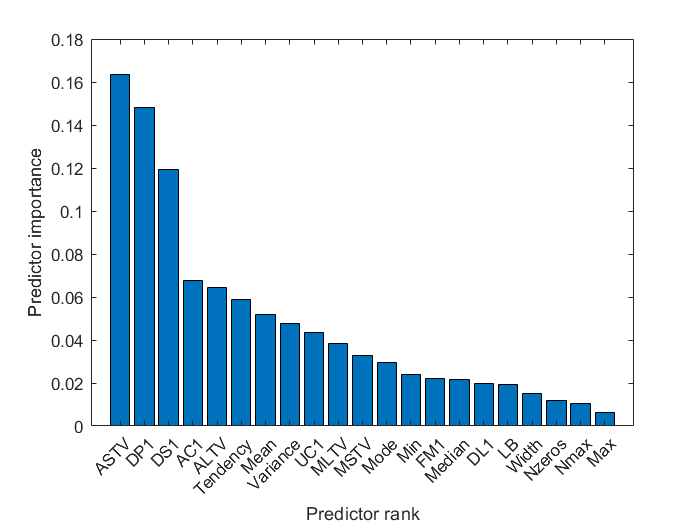 0.18
0.16
0.14
0.12
0.1
0.08
0.06
0.04
0.02
0
Predictor importance
ASTV
DP1
DS1
AC1
ALTV
Tendency
Mean
Variance
UC1
MLTV
MSTV
Mode
Min
FM1
Median
DL1
LB
Width
Nzeros
Nmax
Max
Predictor rank